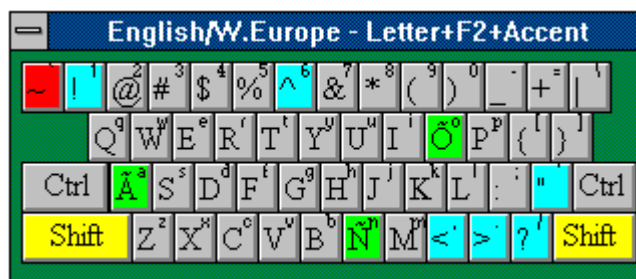 English/W.Europe - Letter+F2+Accent
~ ` ! 1 @ 2 # 3 $ 4 % 5 ^ 6 & 7 * 8 ( 9 ) 0 _ - + = | \
Q q W w E e R r T t Y y U u I i Õ o P p { [ } ]
Ctrl Ã a S s D d F f G g H h J j K k L l : ; " ' Ctrl
Shift Z z X x C c V v B b Ñ n M m < , > . ? / Shift